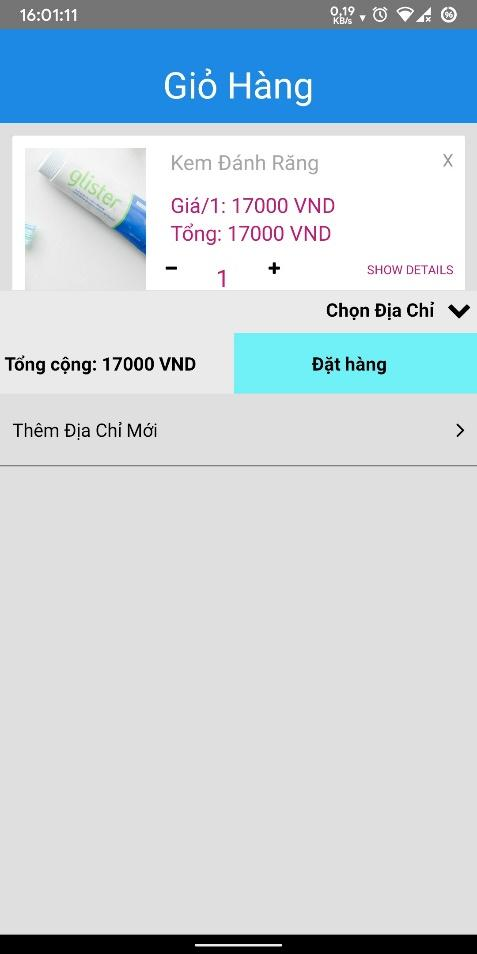 16:01:11
0,19
KB/s
96
Giỏ Hàng
glister
Kem Đánh Răng
X
Giá/1: 17000 VND
Tổng: 17000 VND
- 1 +
SHOW DETAILS
Chọn Địa Chỉ
Tổng cộng: 17000 VND
Đặt hàng
Thêm Địa Chỉ Mới